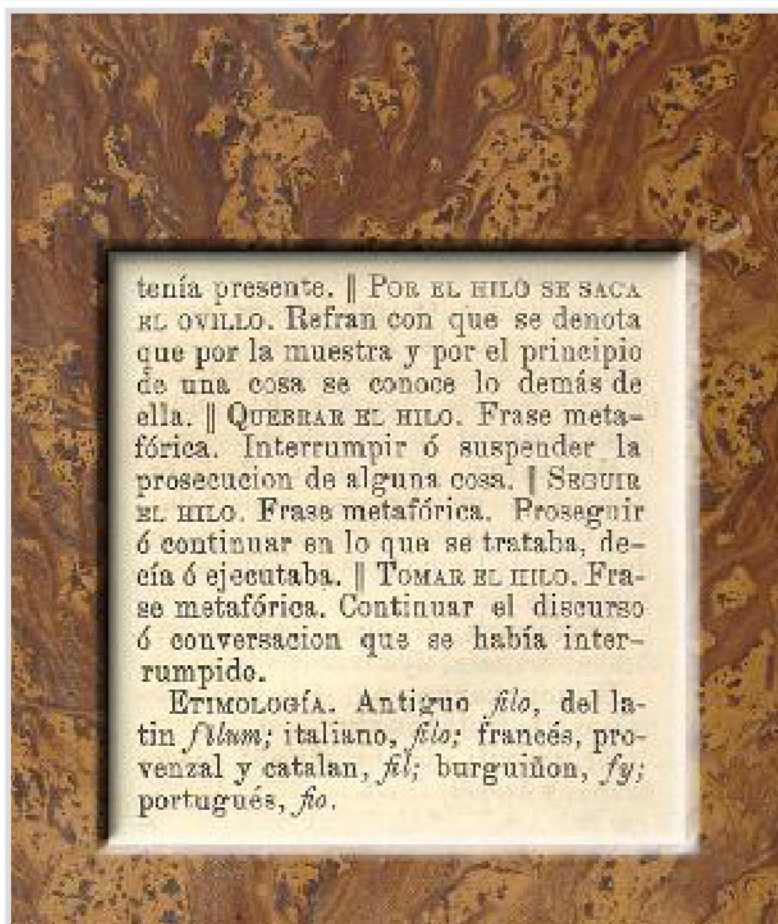 tenía presente. ‖ POR EL HILO SE SACA
EL OVILLO. Refran con que se denota
que por la muestra y por el principio
de una cosa se conoce lo demás de
ella. ‖ QUEBRAR EL HILO. Frase meta-
fórica. Interrumpir ó suspender la
prosecucion de alguna cosa. ‖ SEGUIR
EL HILO. Frase metafórica. Proseguir
ó continuar en lo que se trataba, de-
cía ó ejecutaba. ‖ TOMAR EL HILO. Fra-
se metafórica. Continuar el discurso
ó conversacion que se había inter-
rumpido.
ETIMOLOGÍA. Antiguo filo, del la-
tin filum; italiano, filo; francés, pro-
venzal y catalan, fil; burguiñon, fy;
portugués, fio.